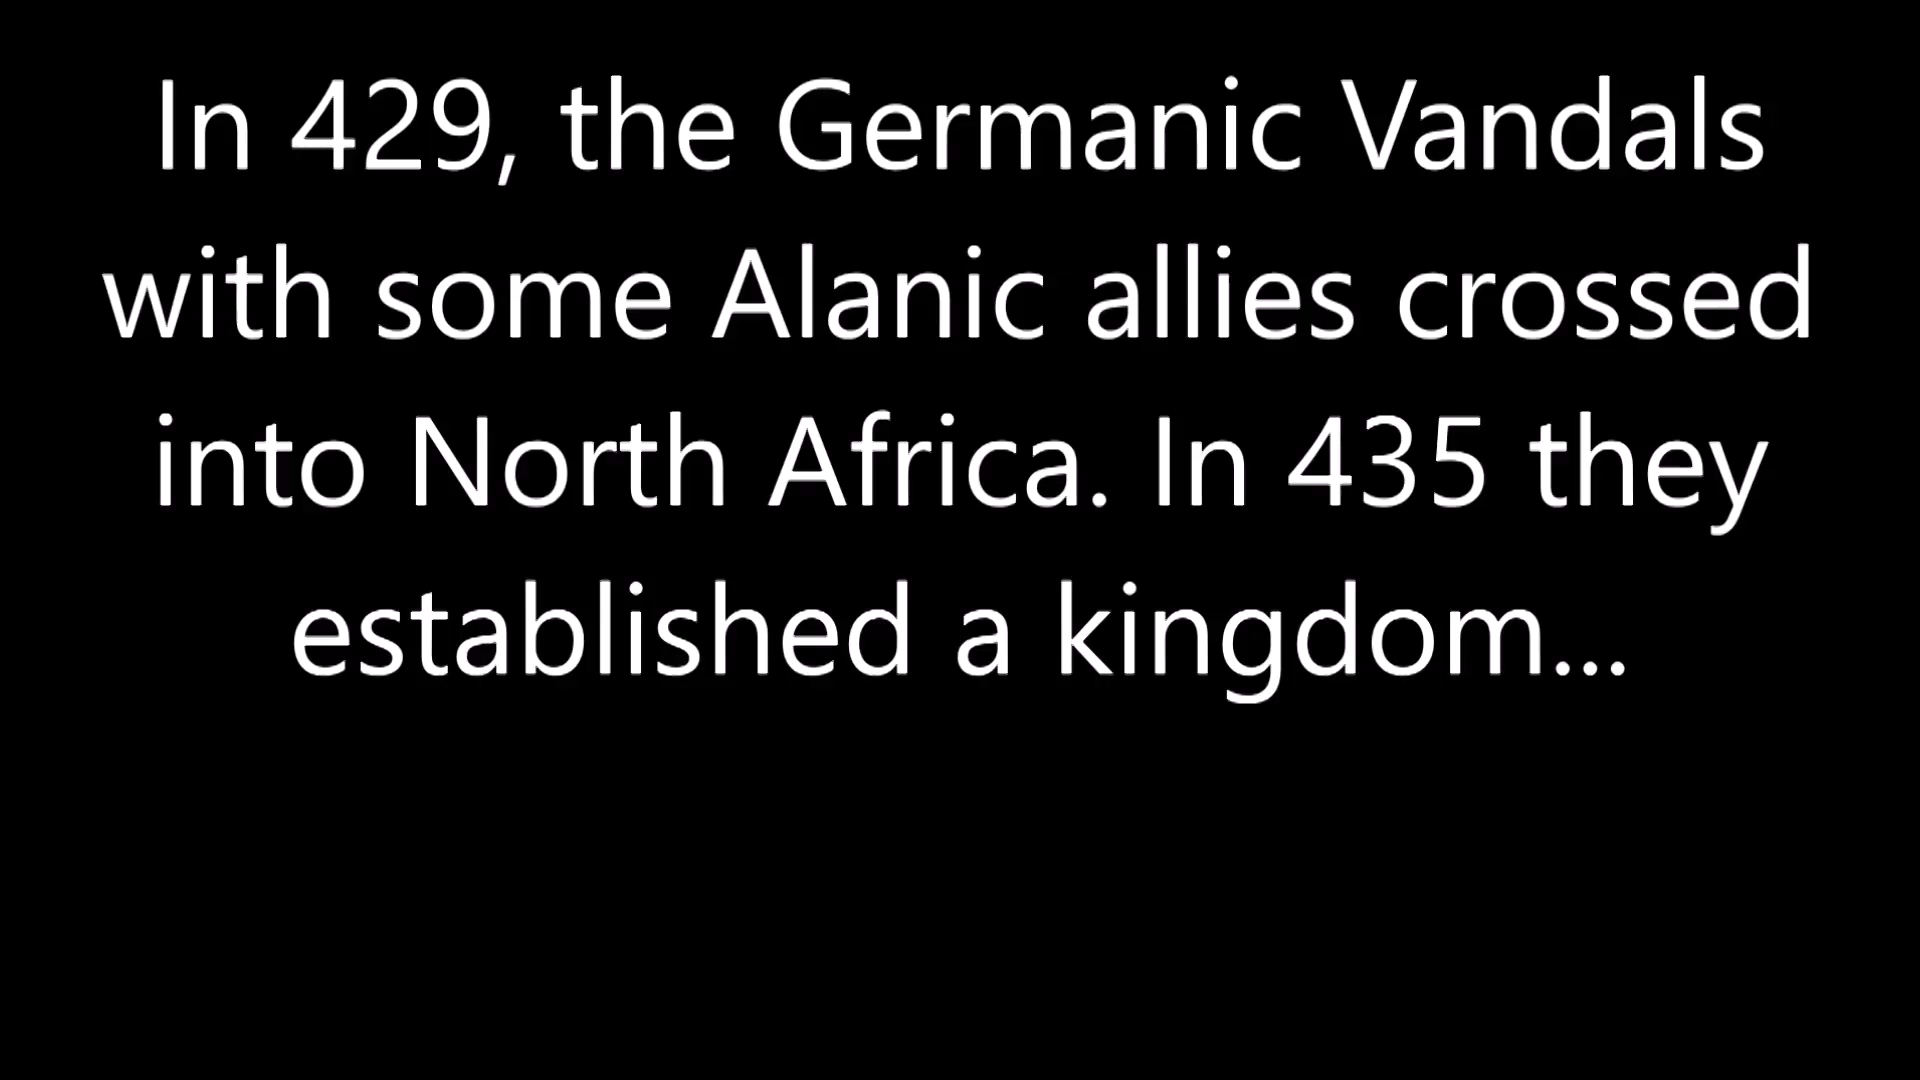 In 429, the Germanic Vandals
with some Alanic allies crossed
into North Africa. In 435 they
established a kingdom...